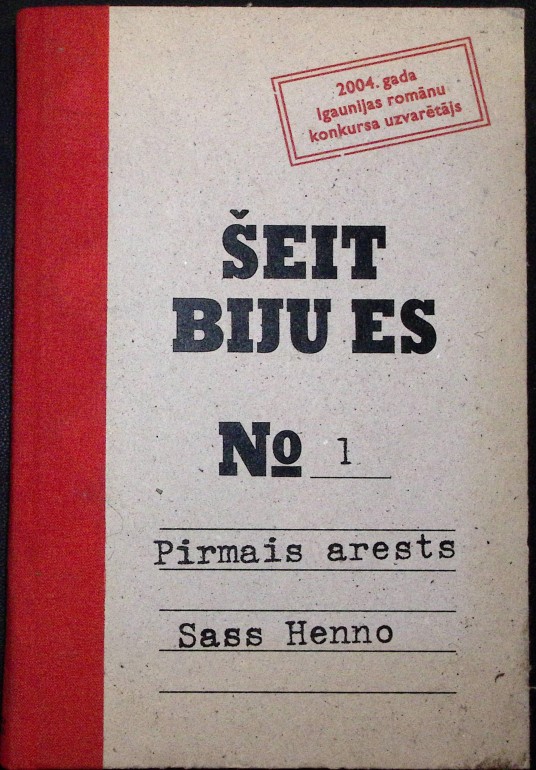 2004. gada
Igaunijas romānu
konkursa uzvarētājs
ŠEIT
BIJU ES
No 1
Pirmais arests
Sass Henno